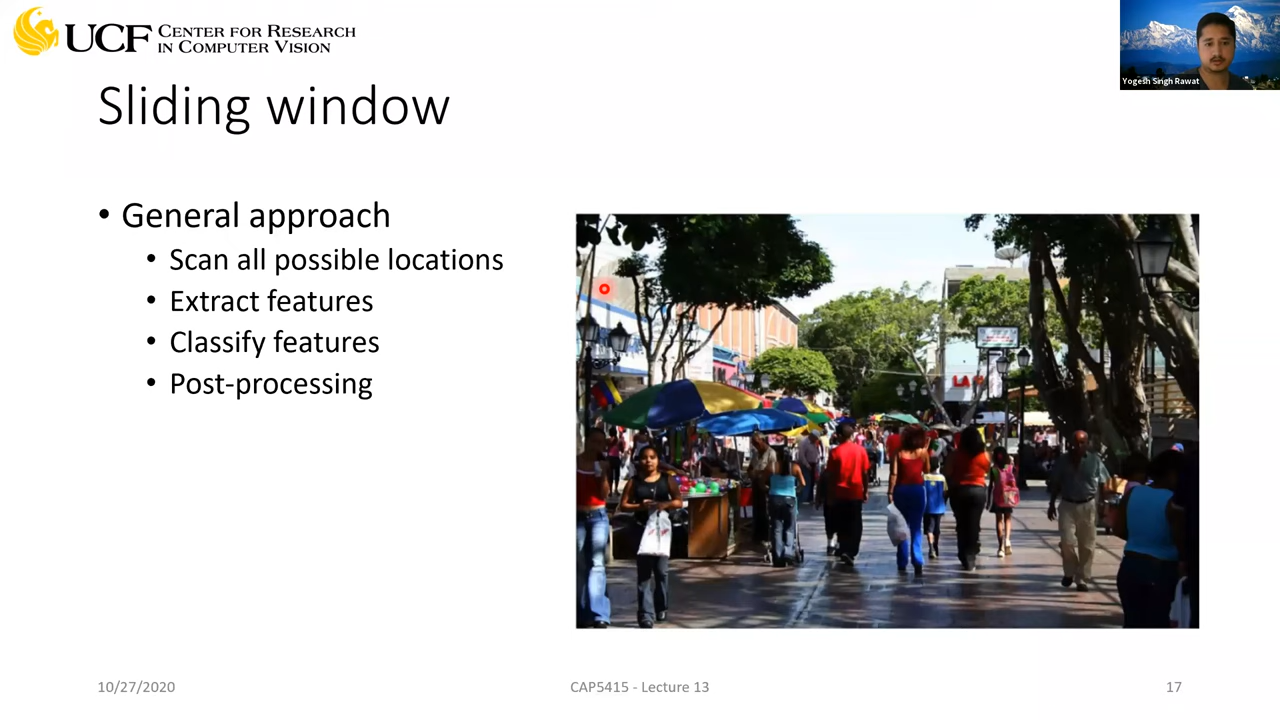 UCF CENTER FOR RESEARCH
IN COMPUTER VISION
Yogesh Singh Rawat
Sliding window
• General approach
• Scan all possible locations
• Extract features
• Classify features
• Post-processing
LA
10/27/2020
CAP5415 - Lecture 13
17